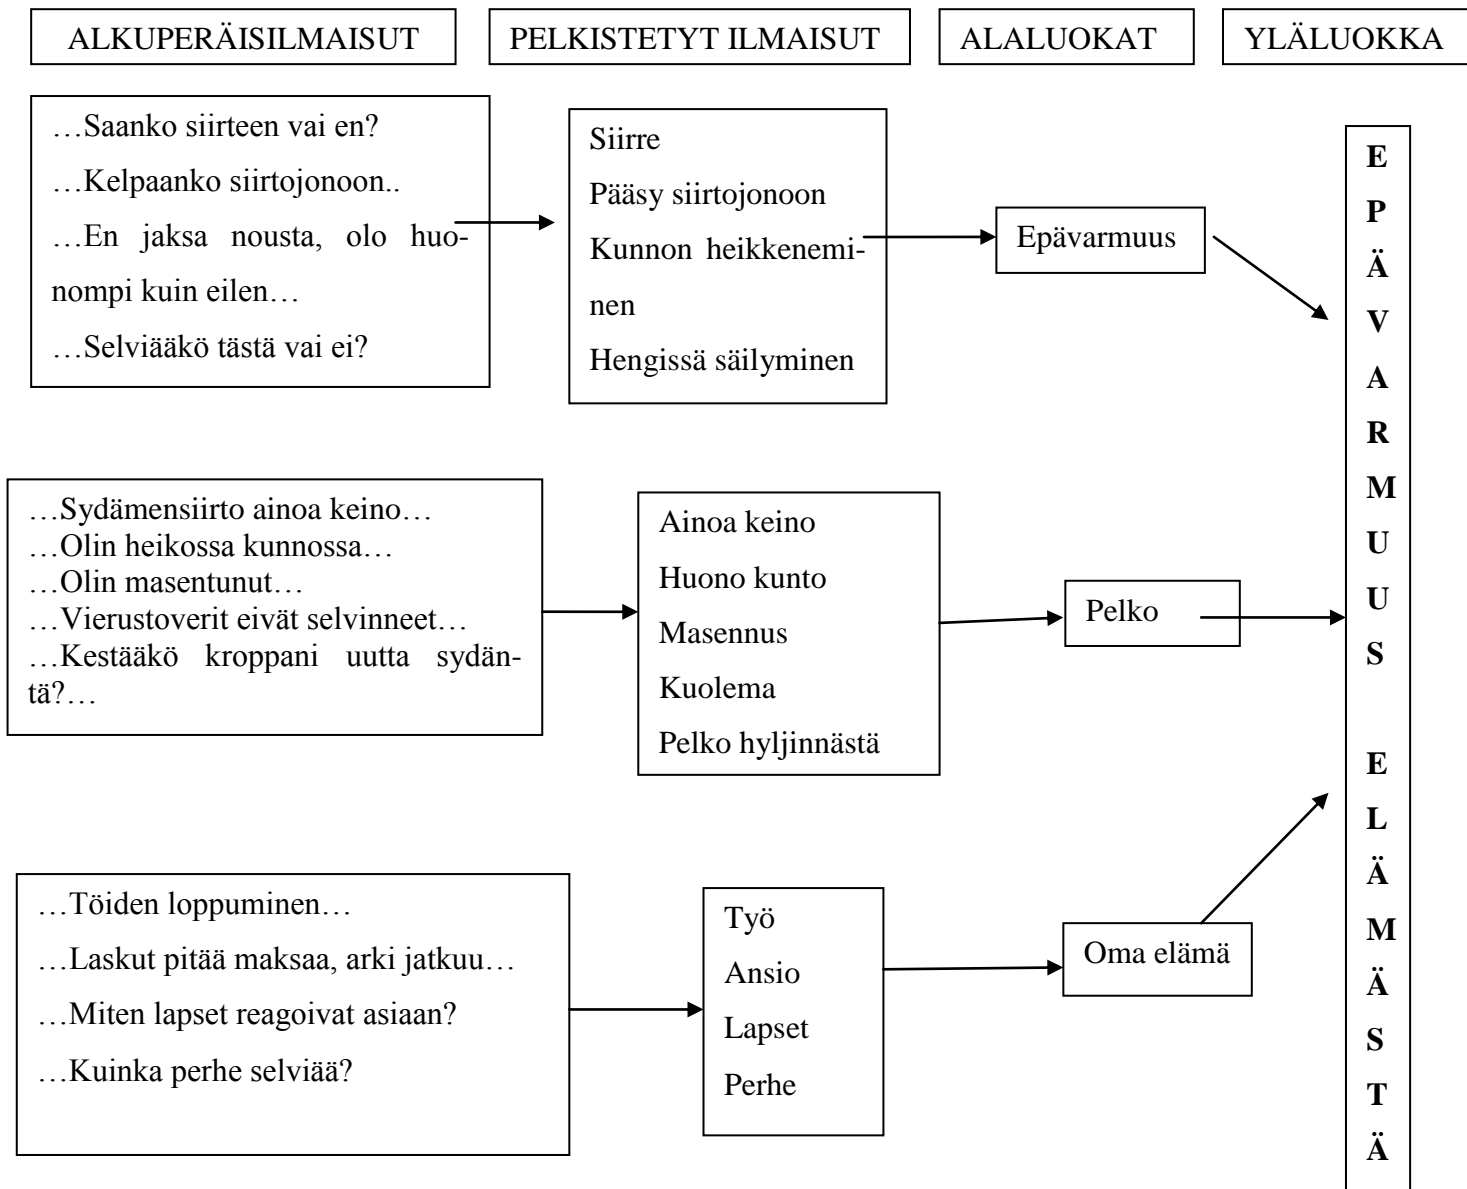 ALKUPERÄISILMAISUT
PELKISTETYT ILMAISUT
ALALUOKAT
YLÄLUOKKA
…Saanko siirteen vai en?
…Kelpaanko siirtojonoon..
…En jaksa nousta, olo huo-
nompi kuin eilen…
…Selviääkö tästä vai ei?
Siirre
Pääsy siirtojonoon
Kunnon heikkenemi-
nen
Hengissä säilyminen
Epävarmuus
…Sydämensiirto ainoa keino…
…Olin heikossa kunnossa…
…Olin masentunut…
…Vierustoverit eivät selvinneet…
…Kestääkö kroppani uutta sydän-
tä?…
Ainoa keino
Huono kunto
Masennus
Kuolema
Pelko hyljinnästä
Pelko
…Töiden loppuminen…
…Laskut pitää maksaa, arki jatkuu…
…Miten lapset reagoivat asiaan?
…Kuinka perhe selviää?
Työ
Ansio
Lapset
Perhe
Oma elämä
EPÄVARMUUS ELÄMÄSTÄ